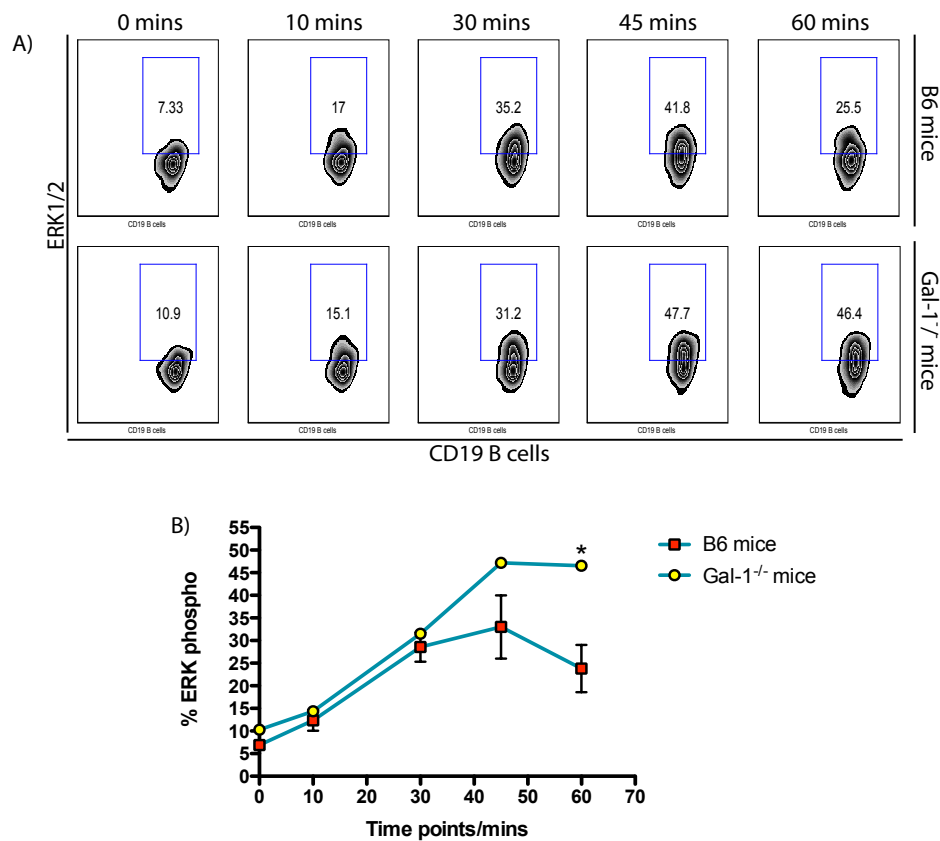 A)
0 mins 10 mins 30 mins 45 mins 60 mins
7.33 17 35.2 41.8 25.5
CD19 B cells CD19 B cells CD19 B cells CD19 B cells CD19 B cells
B6 mice
ERK1/2
10.9 15.1 31.2 47.7 46.4
CD19 B cells CD19 B cells CD19 B cells CD19 B cells CD19 B cells
Gal-1-/- mice
CD19 B cells
B)
% ERK phospho
55
50
45
40
35
30
25
20
15
10
5
0
*
0 10 20 30 40 50 60 70
Time points/mins
B6 mice
Gal-1-/- mice